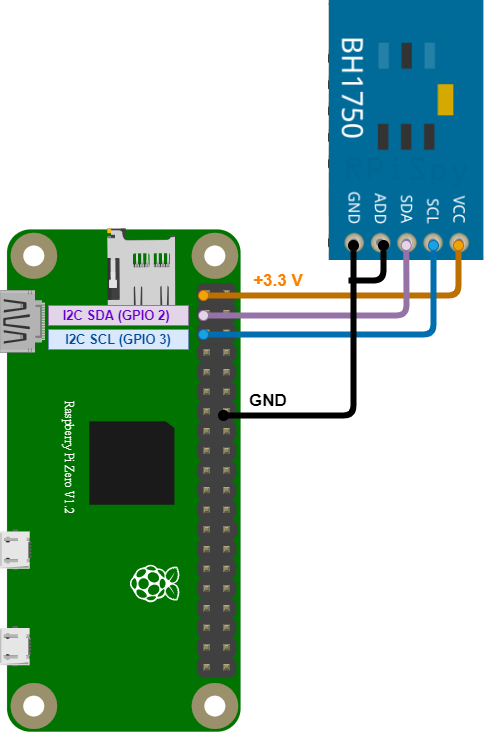 BH1750
RPiSpy
GND
ADD
SDA
SCL
VCC
+3.3 V
I2C SDA (GPIO 2)
I2C SCL (GPIO 3)
GND
Raspberry Pi Zero V1.2